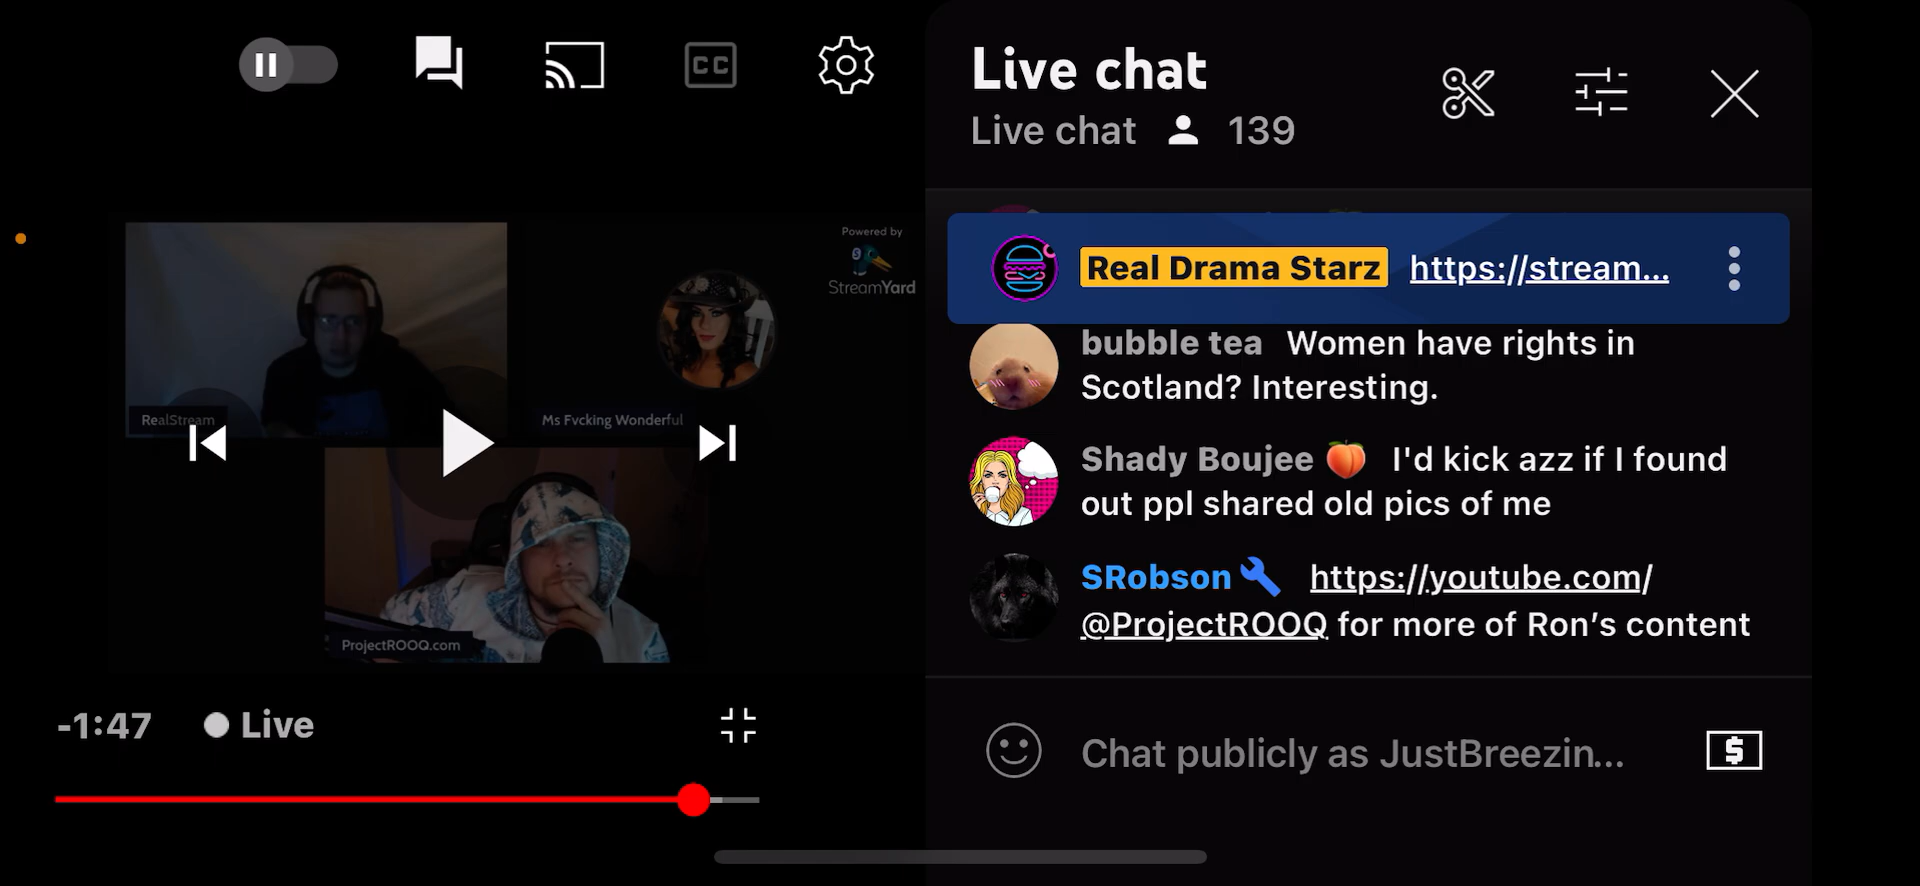 CC
Powered by
StreamYard
RealStream
Ms Fvcking Wonderful
ProjectROOQ.com
-1:47
Live
Live chat
Live chat 139
Real Drama Starz https://stream...
bubble tea Women have rights in
Scotland? Interesting.
Shady Boujee 🍑 I'd kick azz if I found
out ppl shared old pics of me
SRobson https://youtube.com/
@ProjectROOQ for more of Ron’s content
Chat publicly as JustBreezin...
$